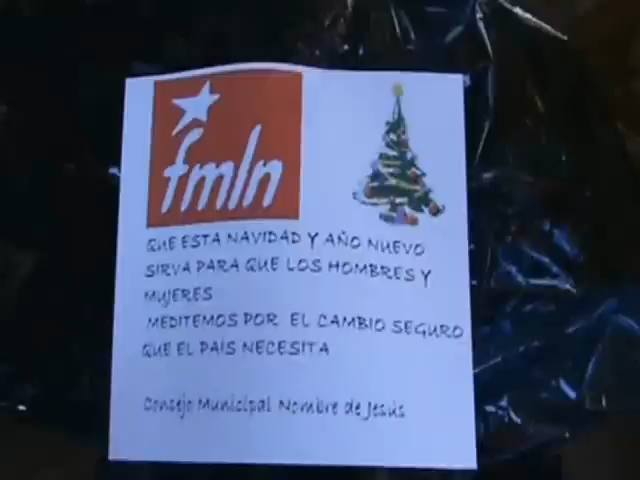 fmln
QUE ESTA NAVIDAD Y AÑO NUEVO
SIRVA PARA QUE LOS HOMBRES Y
MUJERES
MEDITEMOS POR EL CAMBIO SEGURO
QUE EL PAIS NECESITA
Consejo Municipal Nombre de Jesús